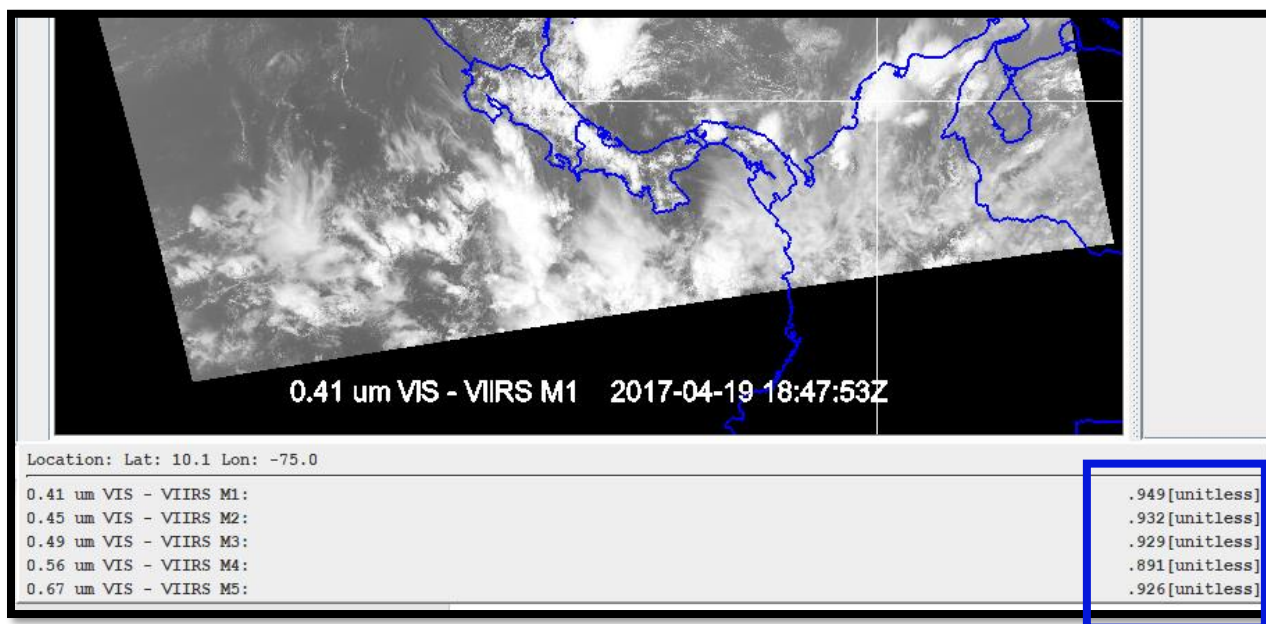 0.41 um VIS - VIIRS M1 2017-04-19 18:47:53Z
Location: Lat: 10.1 Lon: -75.0
0.41 um VIS - VIIRS M1: .949[unitless]
0.45 um VIS - VIIRS M2: .932[unitless]
0.49 um VIS - VIIRS M3: .929[unitless]
0.56 um VIS - VIIRS M4: .891[unitless]
0.67 um VIS - VIIRS M5: .926[unitless]